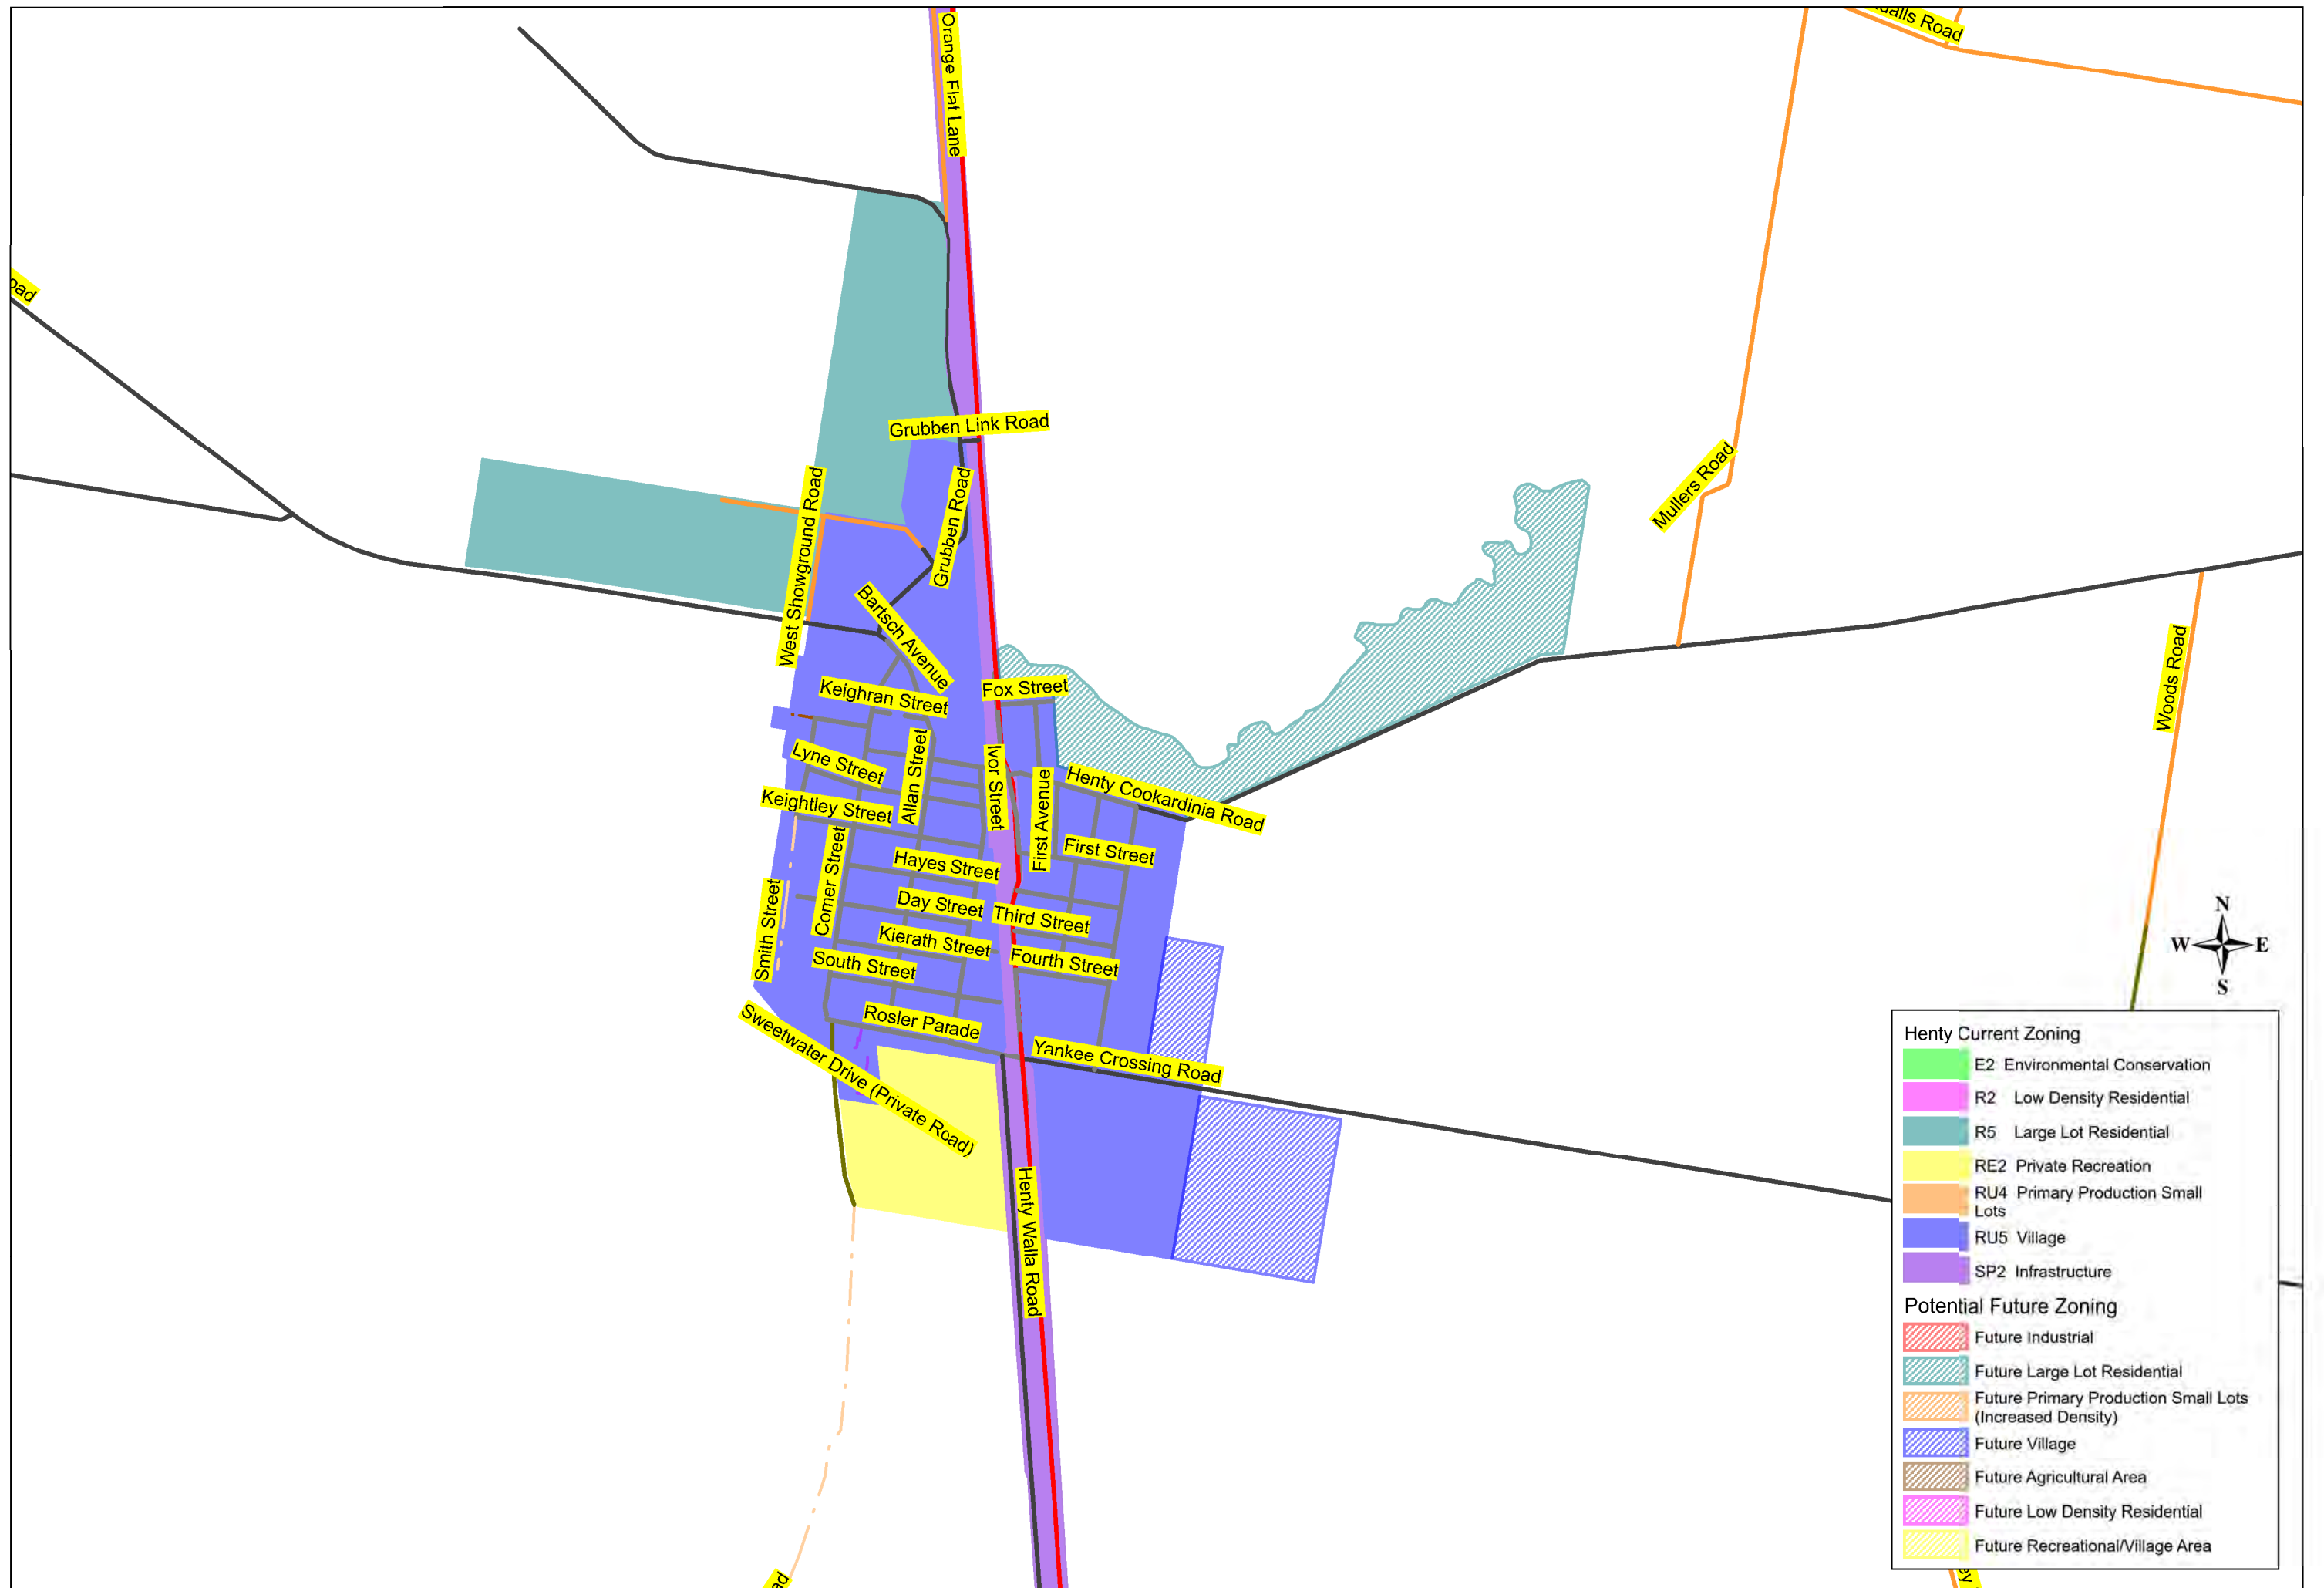 Orange Flat Lane
Road
Grubben Link Road
West Showground Road
Grubben Road
Mullers Road
Bartsch Avenue
Keighran Street
Fox Street
Woods Road
Lyne Street
Allan Street
Ivor Street
Henty Cookardinia Road
Keightley Street
First Avenue
Comer Street
Hayes Street
First Street
Smith Street
Day Street
Third Street
Kierath Street
Fourth Street
South Street
Rosler Parade
Yankee Crossing Road
Sweetwater Drive (Private Road)
Henty Walla Road
N
W E
S
Henty Current Zoning
E2 Environmental Conservation
R2 Low Density Residential
R5 Large Lot Residential
RE2 Private Recreation
RU4 Primary Production Small
Lots
RU5 Village
SP2 Infrastructure
Potential Future Zoning
Future Industrial
Future Large Lot Residential
Future Primary Production Small Lots
(Increased Density)
Future Village
Future Agricultural Area
Future Low Density Residential
Future Recreational/Village Area